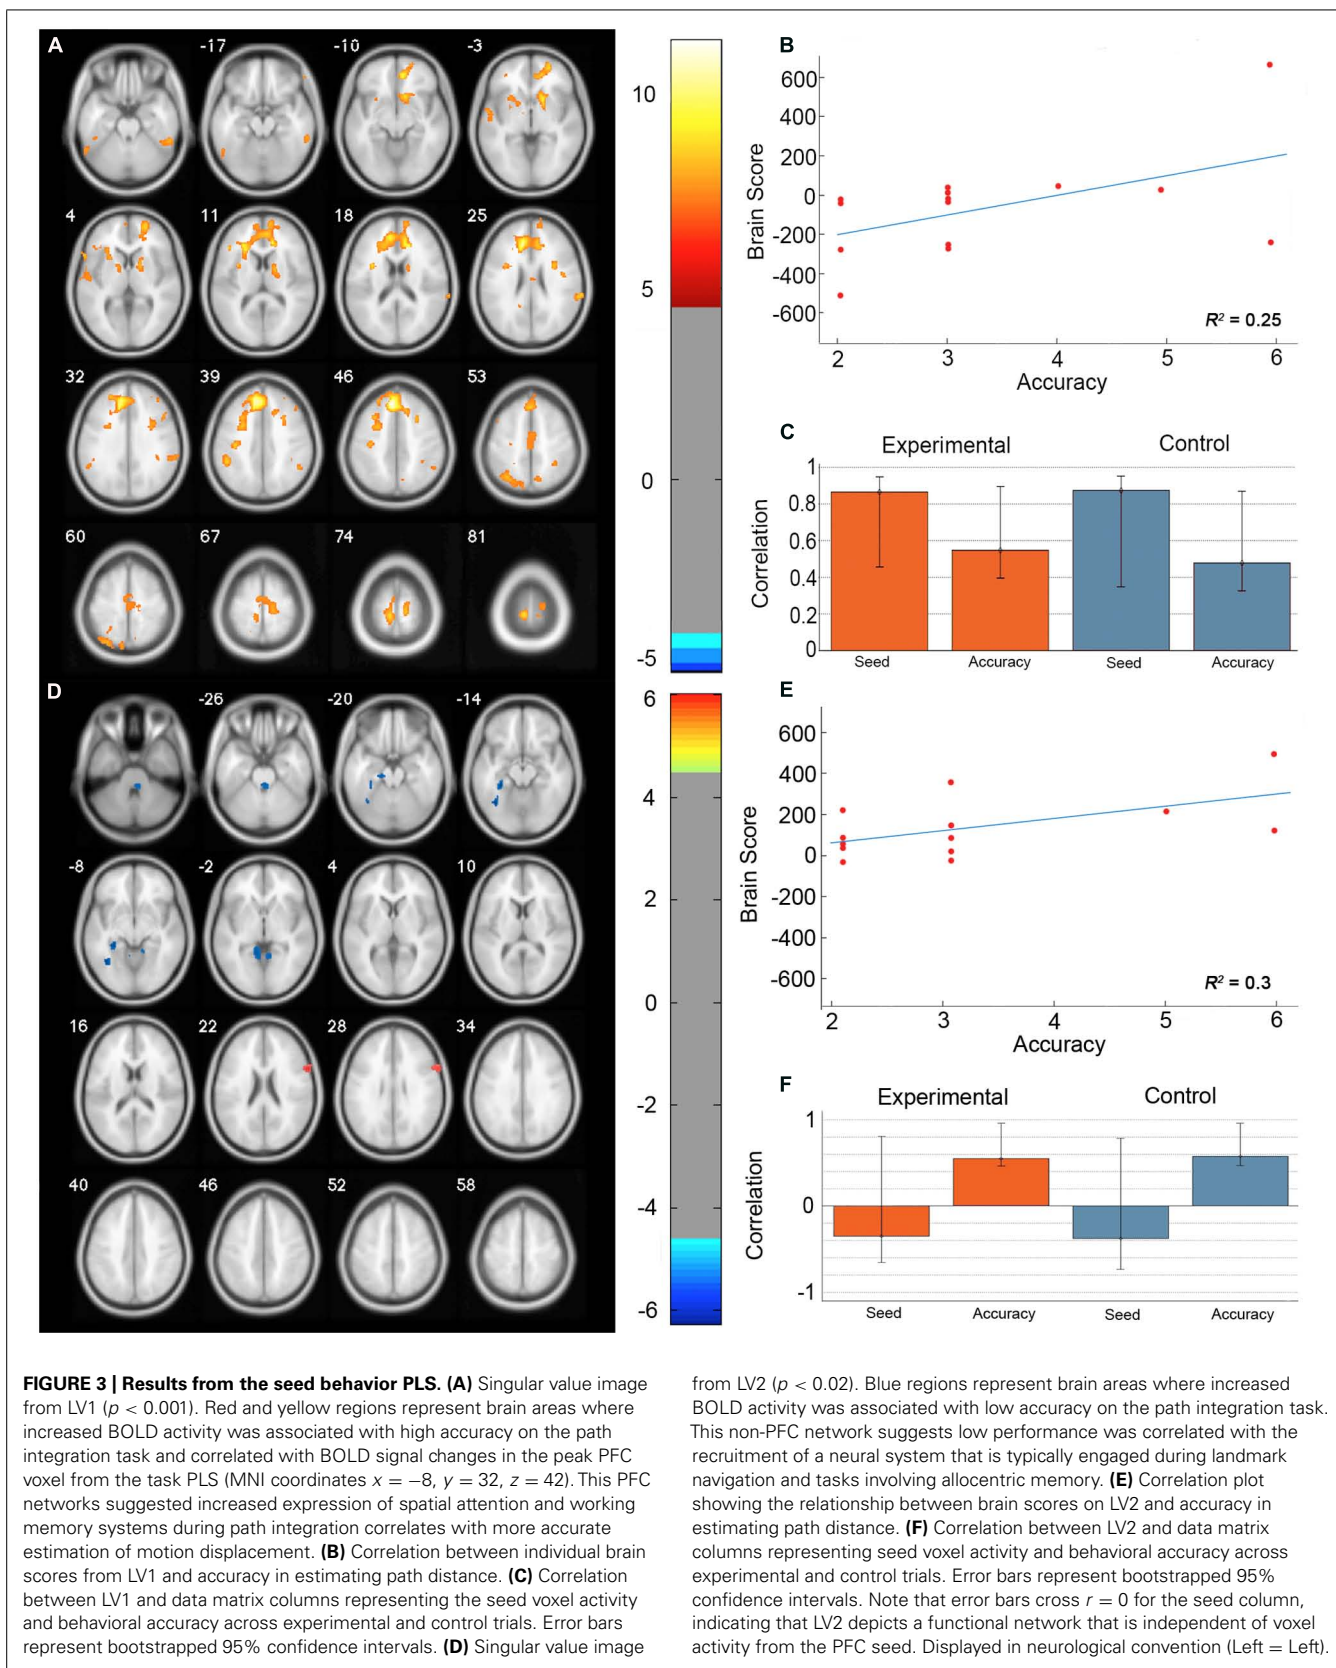 A
-17
-10
-3
4
11
18
25
32
39
46
53
60
67
74
81
10
5
0
-5
B
600
400
200
0
-200
-400
-600
Brain Score
R² = 0.25
2 3 4 5 6
Accuracy
C
Experimental Control
1
0.8
0.6
0.4
0.2
0
Correlation
Seed Accuracy Seed Accuracy
D
-26
-20
-14
-8
-2
4
10
16
22
28
34
40
46
52
58
6
4
2
0
-2
-4
-6
E
600
400
200
0
-200
-400
-600
Brain Score
R² = 0.3
2 3 4 5 6
Accuracy
F
Experimental Control
1
0
-1
Correlation
Seed Accuracy Seed Accuracy
FIGURE 3 | Results from the seed behavior PLS. (A) Singular value image
from LV1 (p < 0.001). Red and yellow regions represent brain areas where
increased BOLD activity was associated with high accuracy on the path
integration task and correlated with BOLD signal changes in the peak PFC
voxel from the task PLS (MNI coordinates x = −8, y = 32, z = 42). This PFC
networks suggested increased expression of spatial attention and working
memory systems during path integration correlates with more accurate
estimation of motion displacement. (B) Correlation between individual brain
scores from LV1 and accuracy in estimating path distance. (C) Correlation
between LV1 and data matrix columns representing the seed voxel activity
and behavioral accuracy across experimental and control trials. Error bars
represent bootstrapped 95% confidence intervals. (D) Singular value image
from LV2 (p < 0.02). Blue regions represent brain areas where increased
BOLD activity was associated with low accuracy on the path integration task.
This non-PFC network suggests low performance was correlated with the
recruitment of a neural system that is typically engaged during landmark
navigation and tasks involving allocentric memory. (E) Correlation plot
showing the relationship between brain scores on LV2 and accuracy in
estimating path distance. (F) Correlation between LV2 and data matrix
columns representing seed voxel activity and behavioral accuracy across
experimental and control trials. Error bars represent bootstrapped 95%
confidence intervals. Note that error bars cross r = 0 for the seed column,
indicating that LV2 depicts a functional network that is independent of voxel
activity from the PFC seed. Displayed in neurological convention (Left = Left).